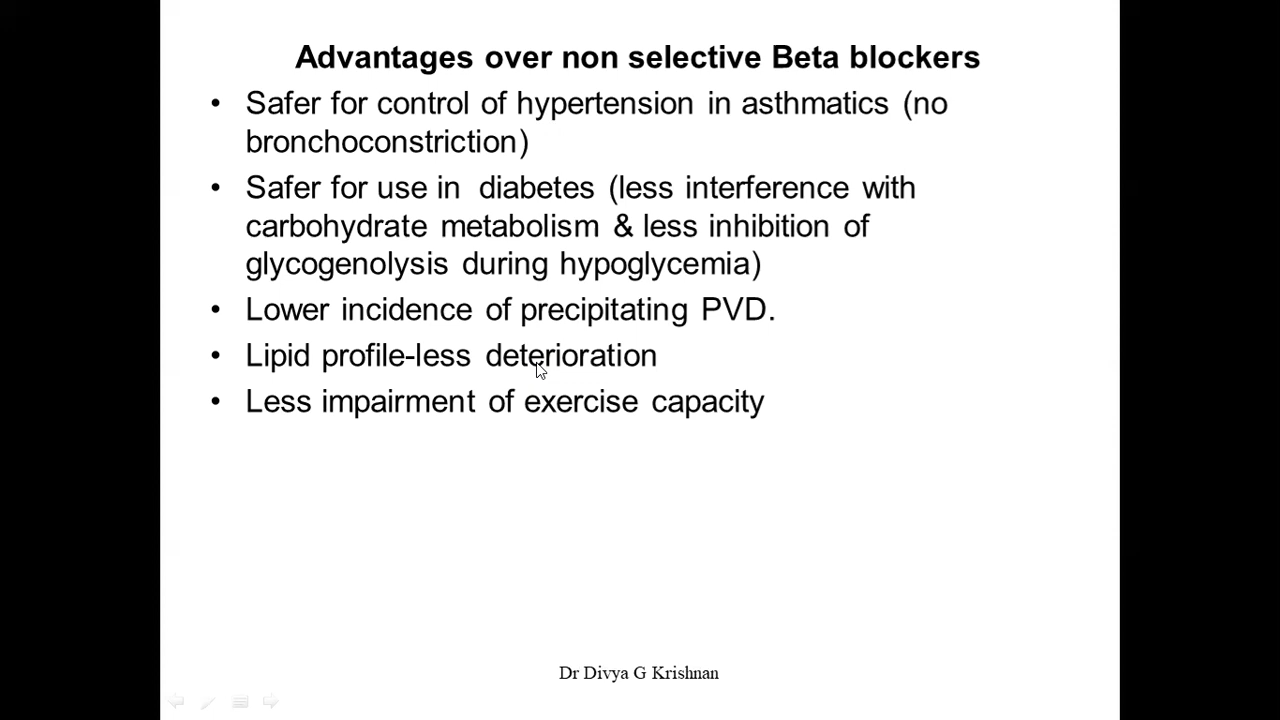 Advantages over non selective Beta blockers
• Safer for control of hypertension in asthmatics (no
bronchoconstriction)
• Safer for use in diabetes (less interference with
carbohydrate metabolism & less inhibition of
glycogenolysis during hypoglycemia)
• Lower incidence of precipitating PVD.
• Lipid profile-less deterioration
• Less impairment of exercise capacity
Dr Divya G Krishnan